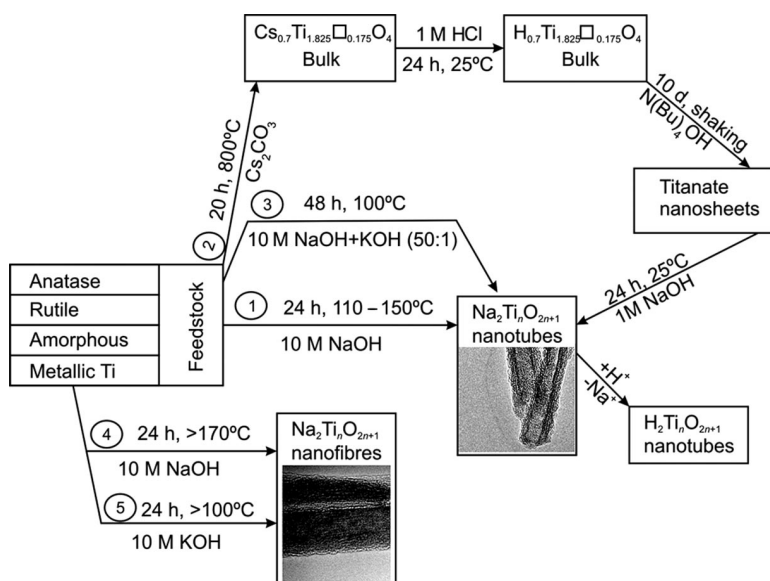 Cs0.7Ti1.825□0.175O4
Bulk
1 M HCl
24 h, 25ºC
H0.7Ti1.825□0.175O4
Bulk
10 d, shaking
N(Bu)4OH
Titanate
nanosheets
24 h, 25ºC
1M NaOH
2
20 h, 800ºC
Cs2CO3
3
48 h, 100ºC
10 M NaOH+KOH (50:1)
Anatase
Rutile
Amorphous
Metallic Ti
Feedstock
1
24 h, 110 – 150ºC
10 M NaOH
Na2TinO2n+1
nanotubes
+H+
-Na+
H2TinO2n+1
nanotubes
4
24 h, >170ºC
10 M NaOH
5
24 h, >100ºC
10 M KOH
Na2TinO2n+1
nanofibres